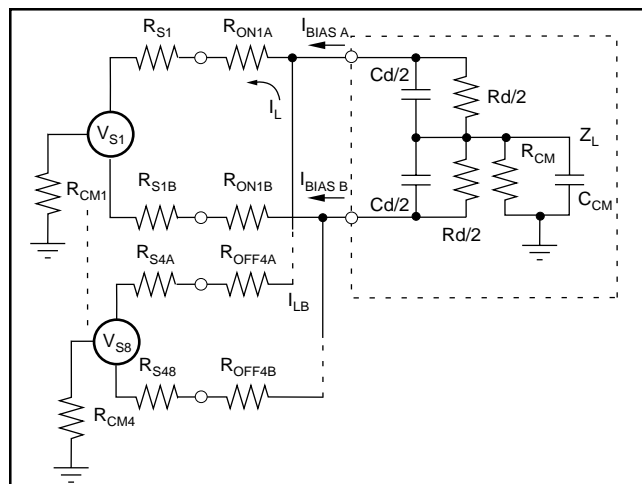 R_S1 R_ON1A I_BIAS A
I_L
Cd/2 Rd/2
V_S1
Z_L
R_CM1
R_S1B R_ON1B I_BIAS B
R_CM
Cd/2
C_CM
Rd/2
R_S4A R_OFF4A
I_LB
V_S8
R_S48 R_OFF4B
R_CM4